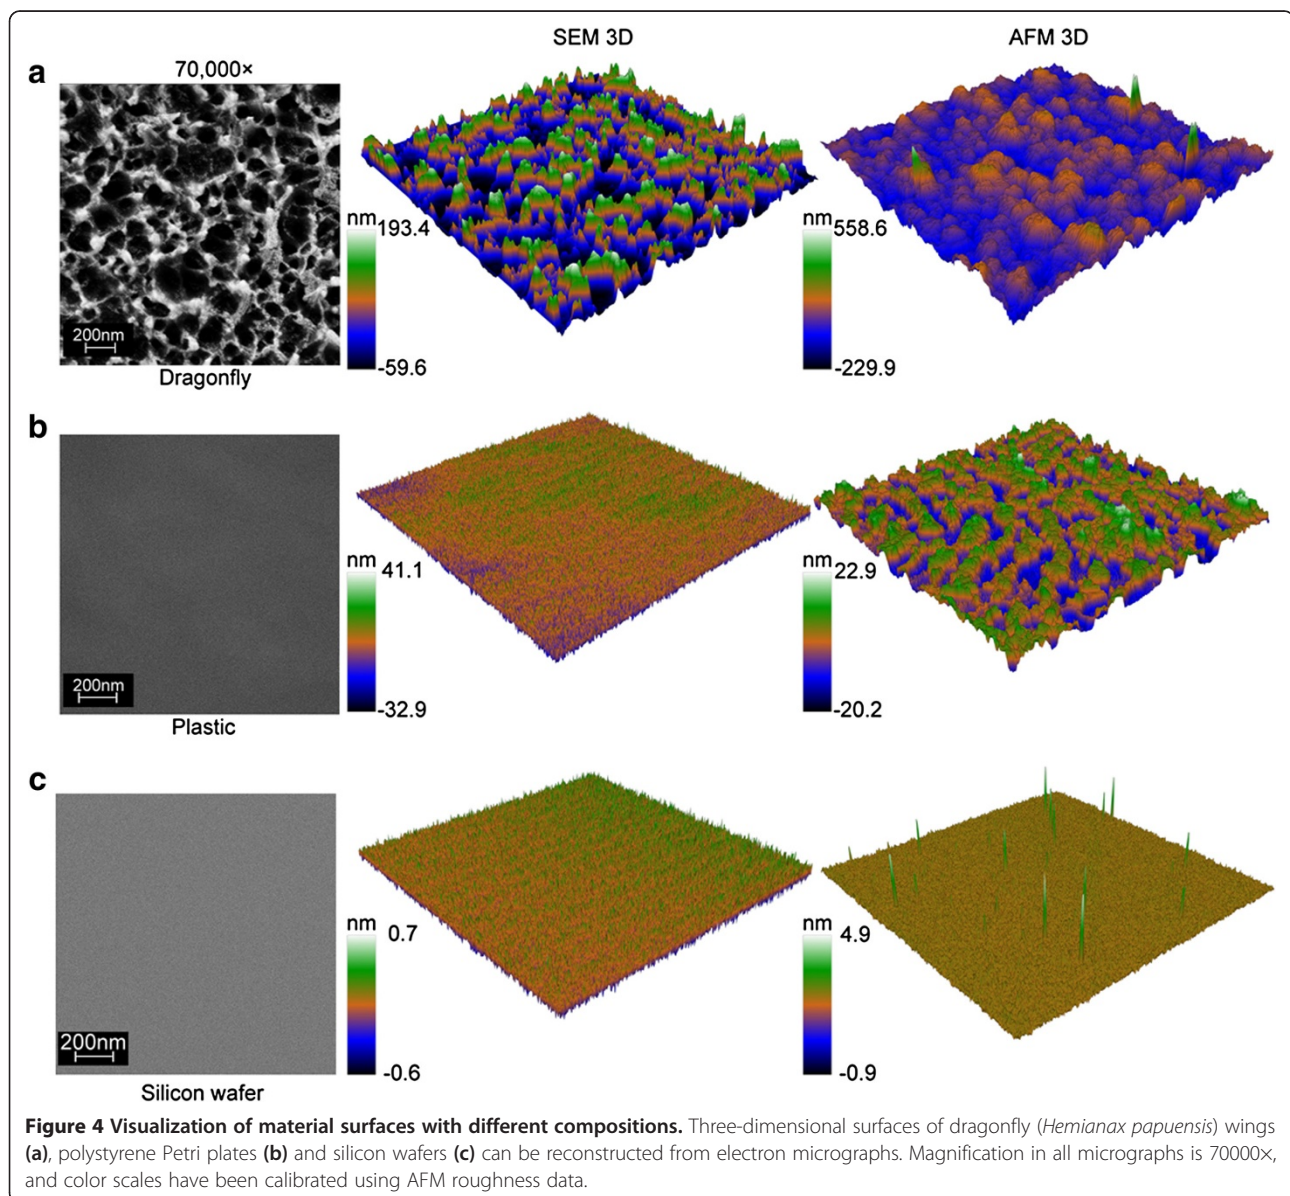 SEM 3D
AFM 3D
a
70,000×
200nm
Dragonfly
nm
193.4
-59.6
nm
558.6
-229.9
b
200nm
Plastic
nm
41.1
-32.9
nm
22.9
-20.2
c
200nm
Silicon wafer
nm
0.7
-0.6
nm
4.9
-0.9
Figure 4 Visualization of material surfaces with different compositions. Three-dimensional surfaces of dragonfly (Hemianax papuensis) wings
(a), polystyrene Petri plates (b) and silicon wafers (c) can be reconstructed from electron micrographs. Magnification in all micrographs is 70000×,
and color scales have been calibrated using AFM roughness data.